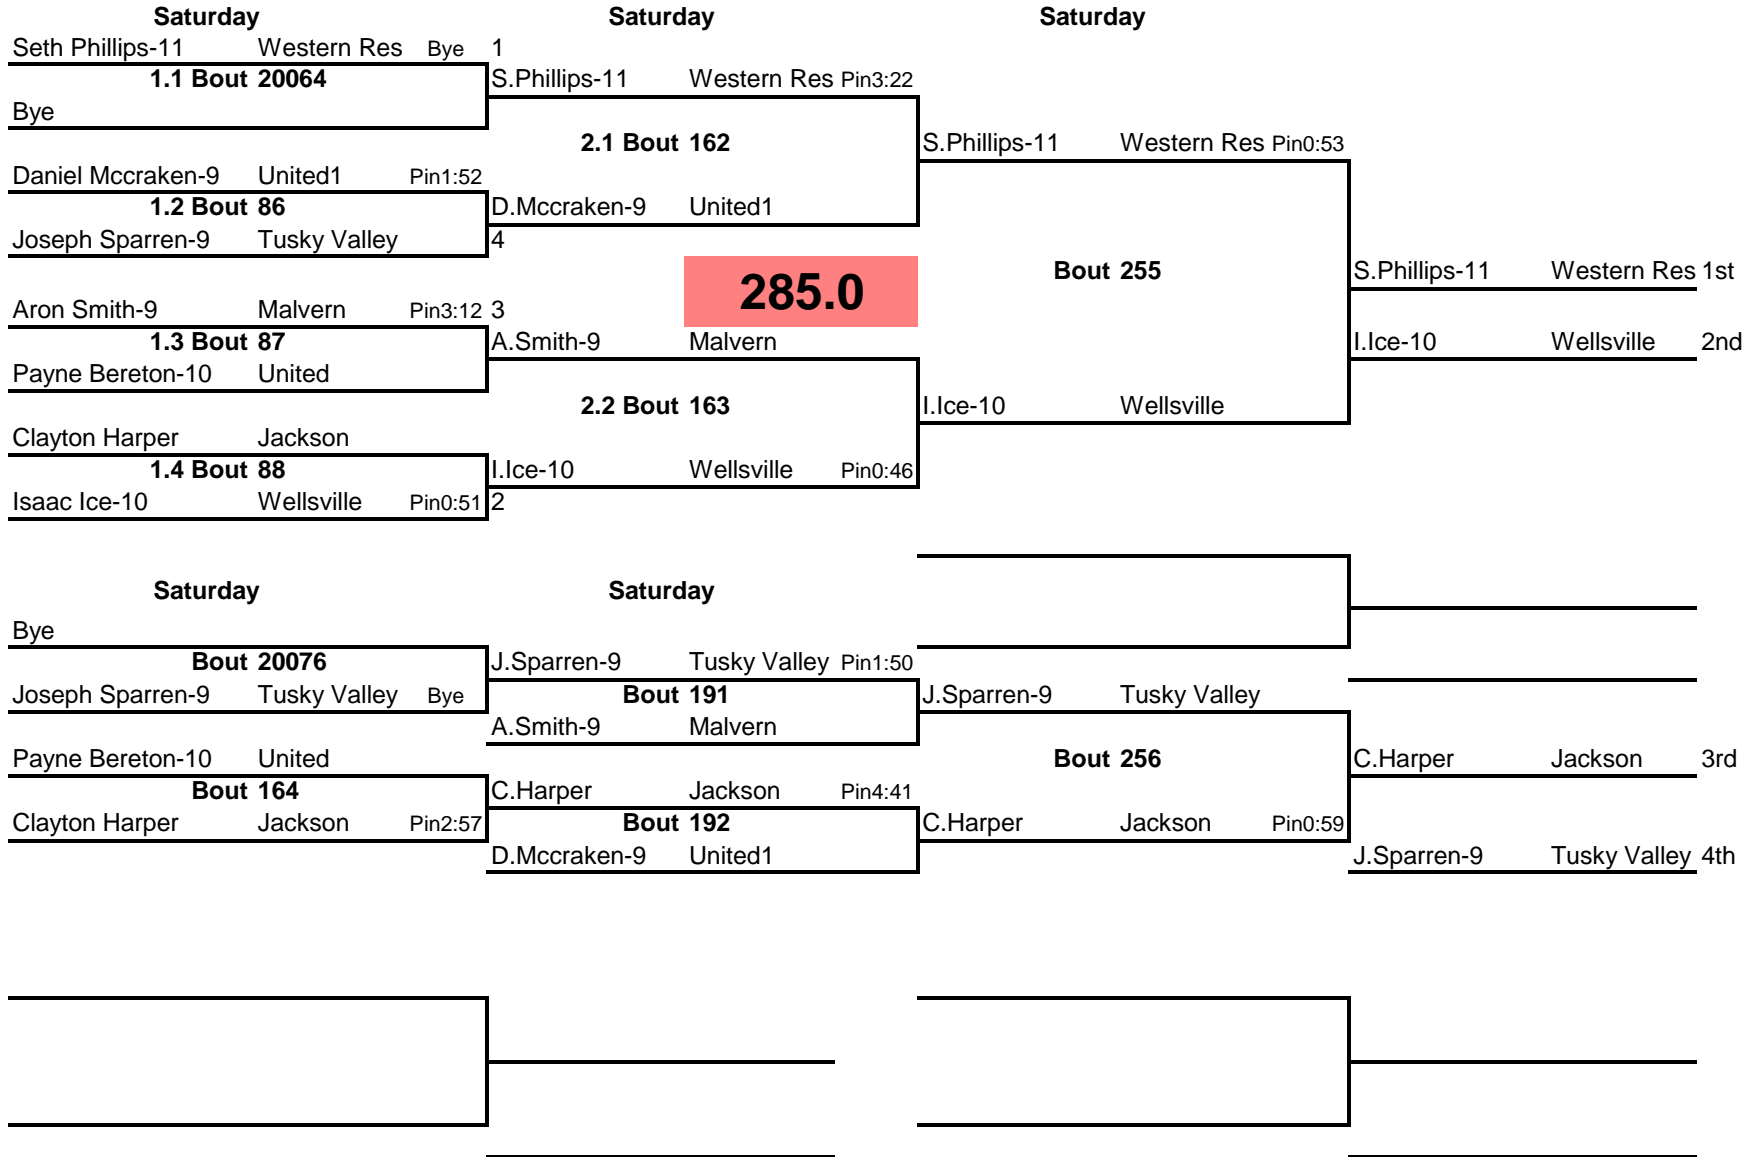 Saturday Saturday Saturday
Seth Phillips-11 Western Res Bye 1
1.1 Bout 20064 S.Phillips-11 Western Res Pin3:22
Bye
2.1 Bout 162 S.Phillips-11 Western Res Pin0:53
Daniel Mccraken-9 United1 Pin1:52
1.2 Bout 86 D.Mccraken-9 United1
Joseph Sparren-9 Tusky Valley 4
Bout 255 S.Phillips-11 Western Res 1st
285.0
Aron Smith-9 Malvern Pin3:12 3
1.3 Bout 87 A.Smith-9 Malvern I.Ice-10 Wellsville 2nd
Payne Bereton-10 United
2.2 Bout 163 I.Ice-10 Wellsville
Clayton Harper Jackson
1.4 Bout 88 I.Ice-10 Wellsville Pin0:46
Isaac Ice-10 Wellsville Pin0:51 2
Saturday Saturday
Bye
Bout 20076 J.Sparren-9 Tusky Valley Pin1:50
Joseph Sparren-9 Tusky Valley Bye Bout 191 J.Sparren-9 Tusky Valley
A.Smith-9 Malvern
Payne Bereton-10 United Bout 256 C.Harper Jackson 3rd
Bout 164 C.Harper Jackson Pin4:41
Clayton Harper Jackson Pin2:57 Bout 192 C.Harper Jackson Pin0:59
D.Mccraken-9 United1 J.Sparren-9 Tusky Valley 4th